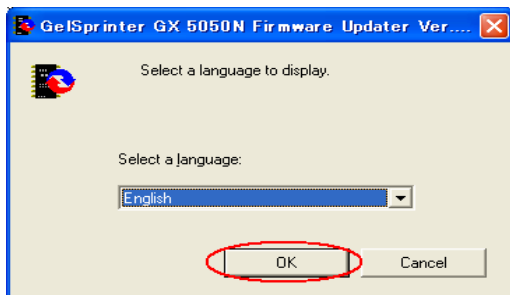 GelSprinter GX 5050N Firmware Updater Ver....
Select a language to display.
Select a language:
English
OK
Cancel